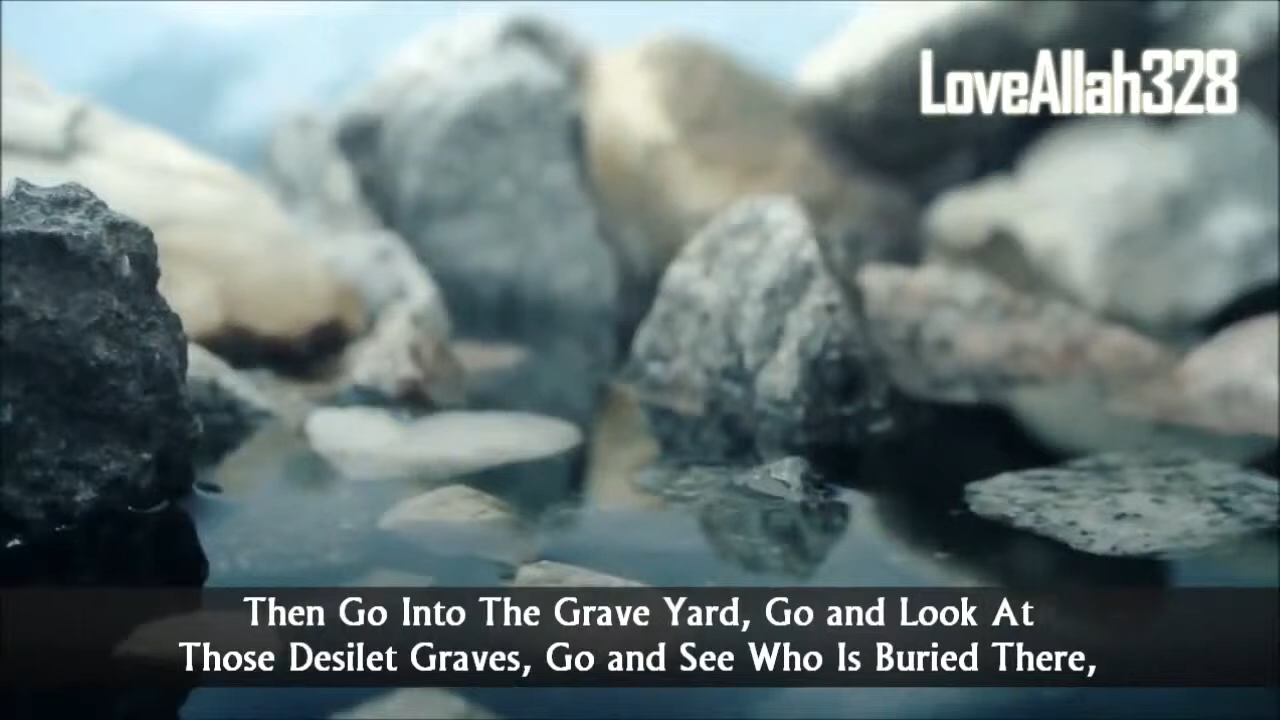 LoveAllah328
Then Go Into The Grave Yard, Go and Look At
Those Desilet Graves, Go and See Who Is Buried There,